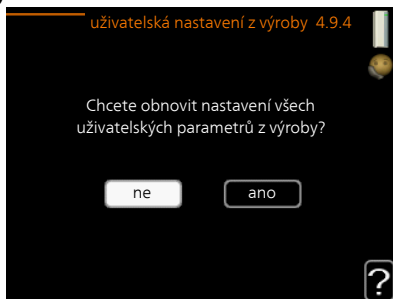 uživatelská nastavení z výroby 4.9.4
Chcete obnovit nastavení všech
uživatelských parametrů z výroby?
ne
ano
?